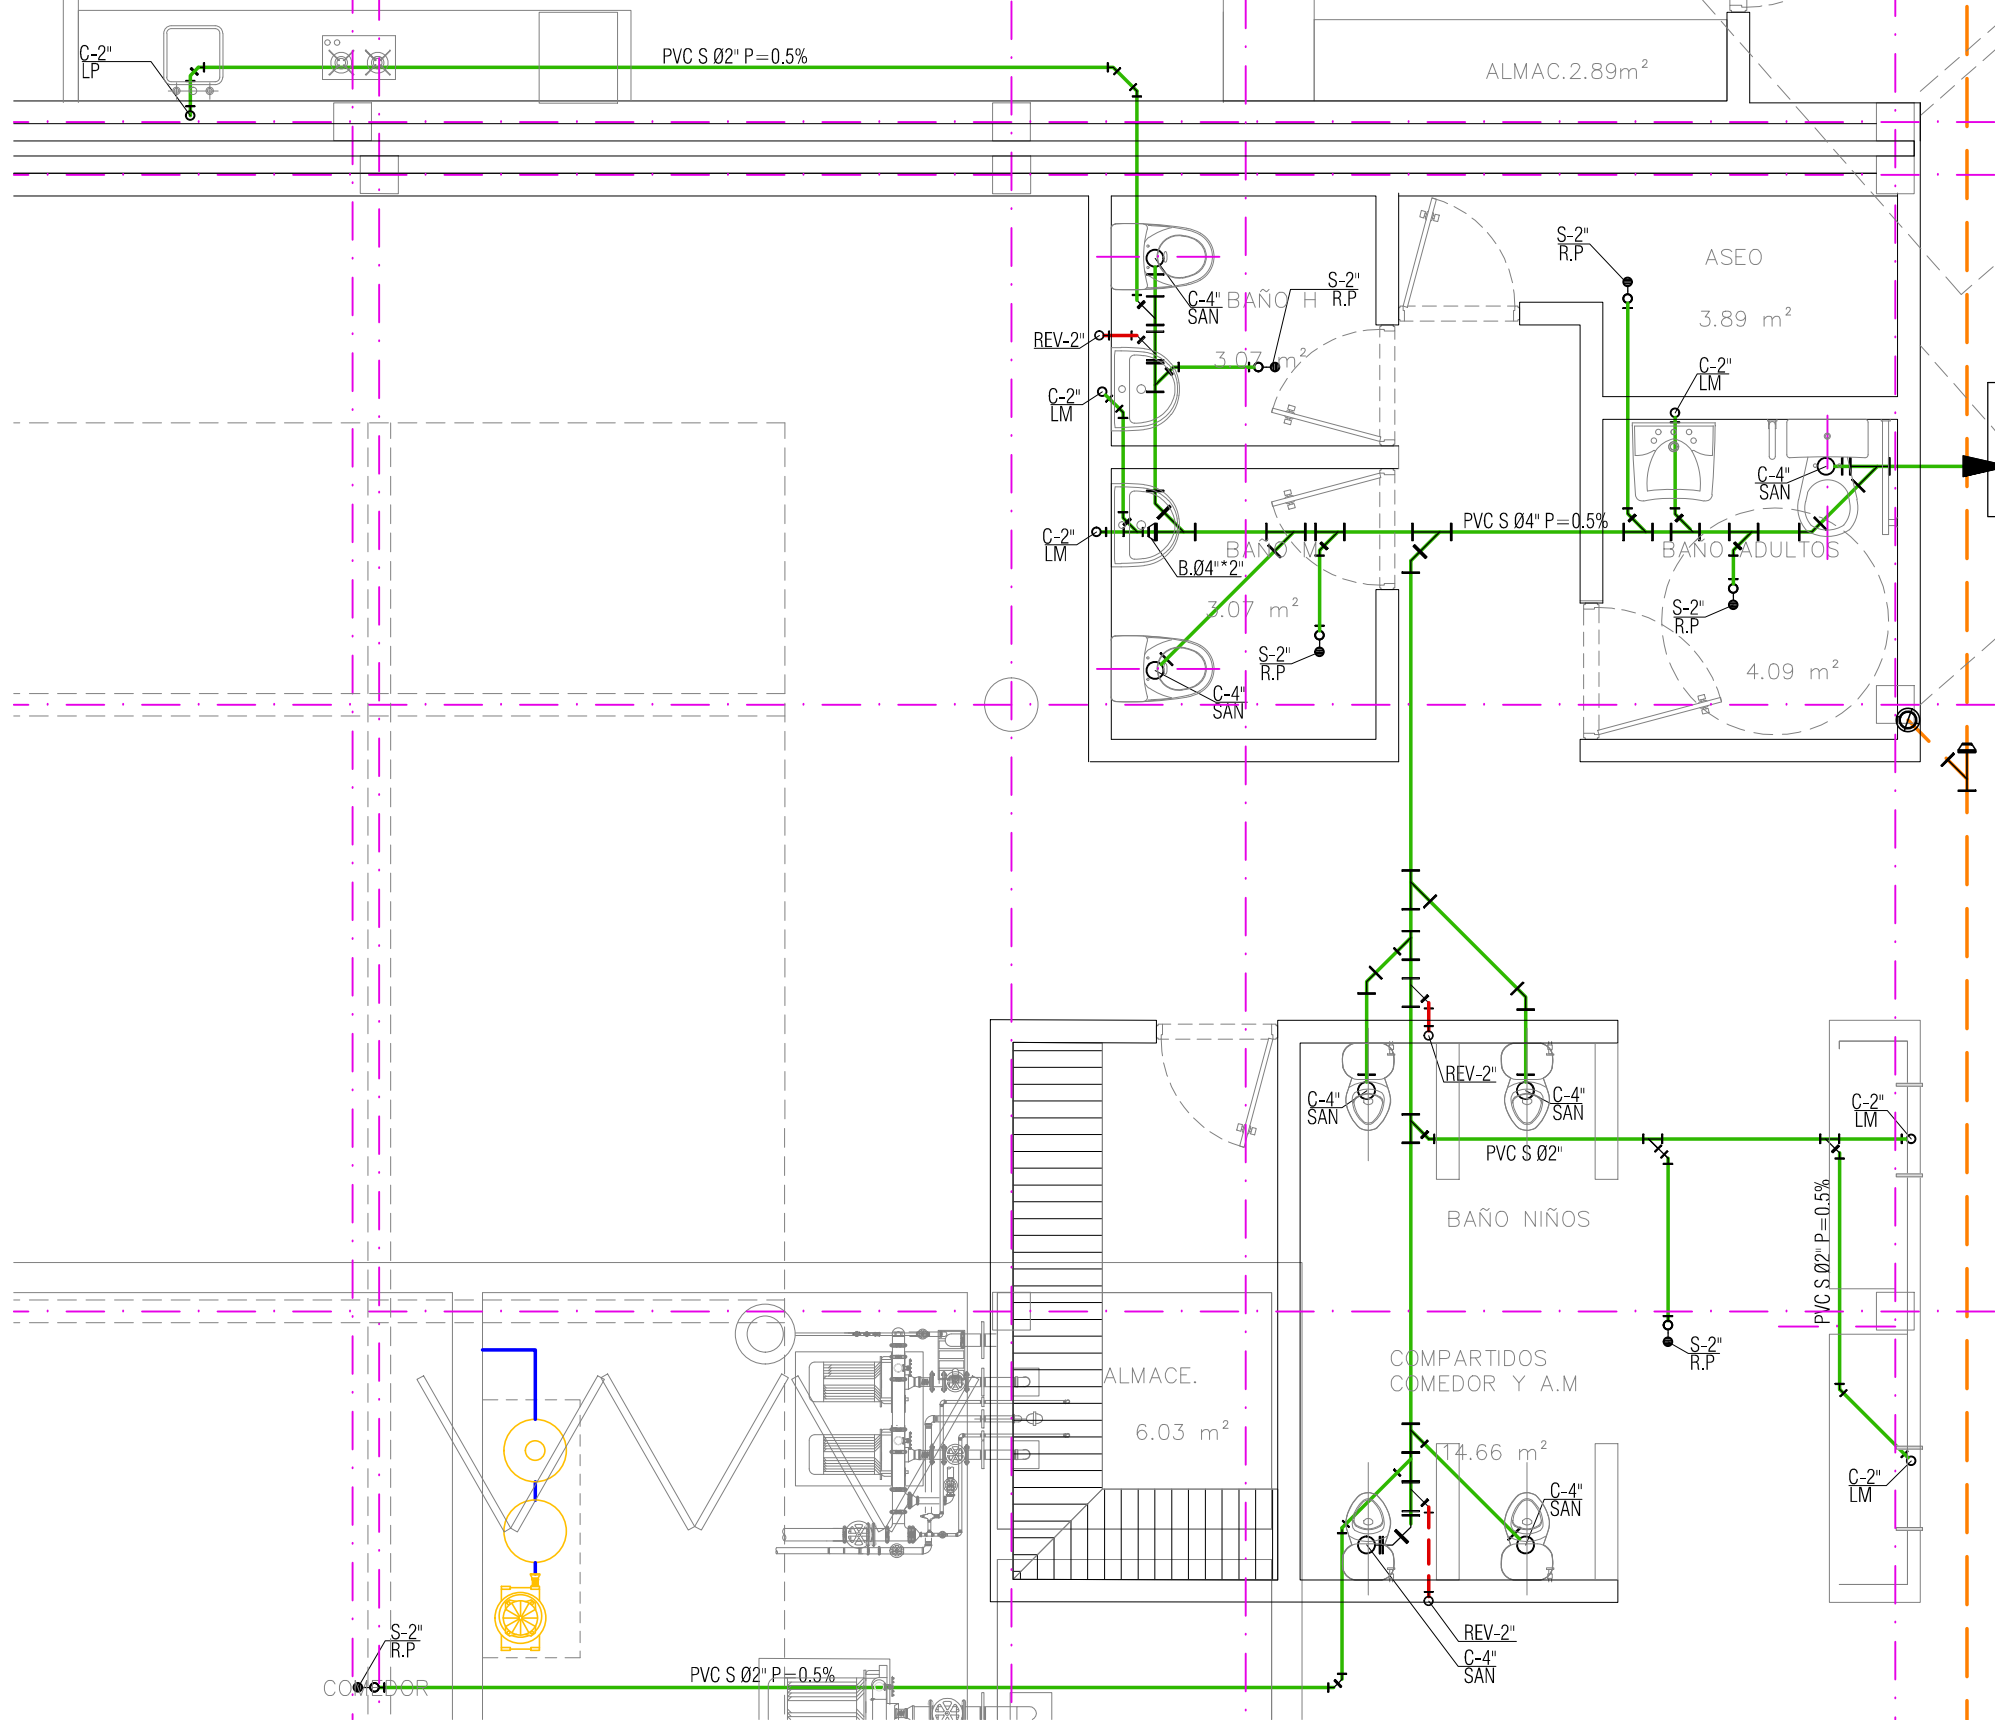 C-2"
LP
PVC S Ø2" P=0.5%
ALMAC.2.89m²
S-2"
R.P
ASEO
3.89 m²
C-4"
SAN
BAÑO H
S-2"
R.P
REV-2"
3.07 m²
C-2"
LM
C-2"
LM
C-4"
SAN
PVC S Ø4" P=0.5%
C-2"
LM
BAÑO M
BAÑO ADULTOS
B.Ø4"*2"
3.07 m²
S-2"
R.P
S-2"
R.P
4.09 m²
C-4"
SAN
REV-2"
C-4"
SAN
C-4"
SAN
C-2"
LM
PVC S Ø2"
PVC S Ø2" P=0.5%
BAÑO NIÑOS
S-2"
R.P
ALMACE.
6.03 m²
COMPARTIDOS
COMEDOR Y A.M
14.66 m²
C-2"
LM
C-4"
SAN
REV-2"
C-4"
SAN
S-2"
R.P
COMEDOR
PVC S Ø2" P=0.5%